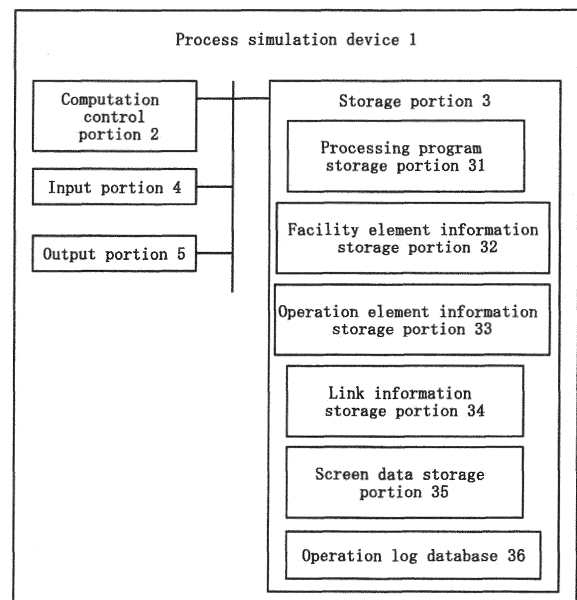 Process simulation device 1
Computation
control
portion 2
Input portion 4
Output portion 5
Storage portion 3
Processing program
storage portion 31
Facility element information
storage portion 32
Operation element information
storage portion 33
Link information
storage portion 34
Screen data storage
portion 35
Operation log database 36